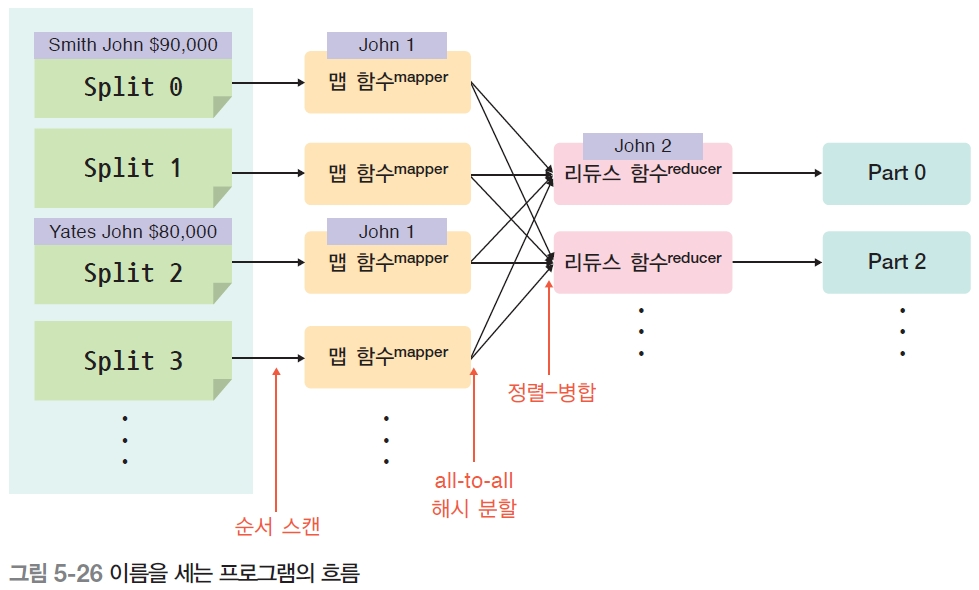 Smith John $90,000
Split 0
John 1
맵 함수mapper
Split 1
맵 함수mapper
John 2
리듀스 함수reducer
Part 0
Yates John $80,000
Split 2
John 1
맵 함수mapper
리듀스 함수reducer
Part 2
Split 3
맵 함수mapper
정렬–병합
all-to-all
해시 분할
순서 스캔
그림 5-26 이름을 세는 프로그램의 흐름